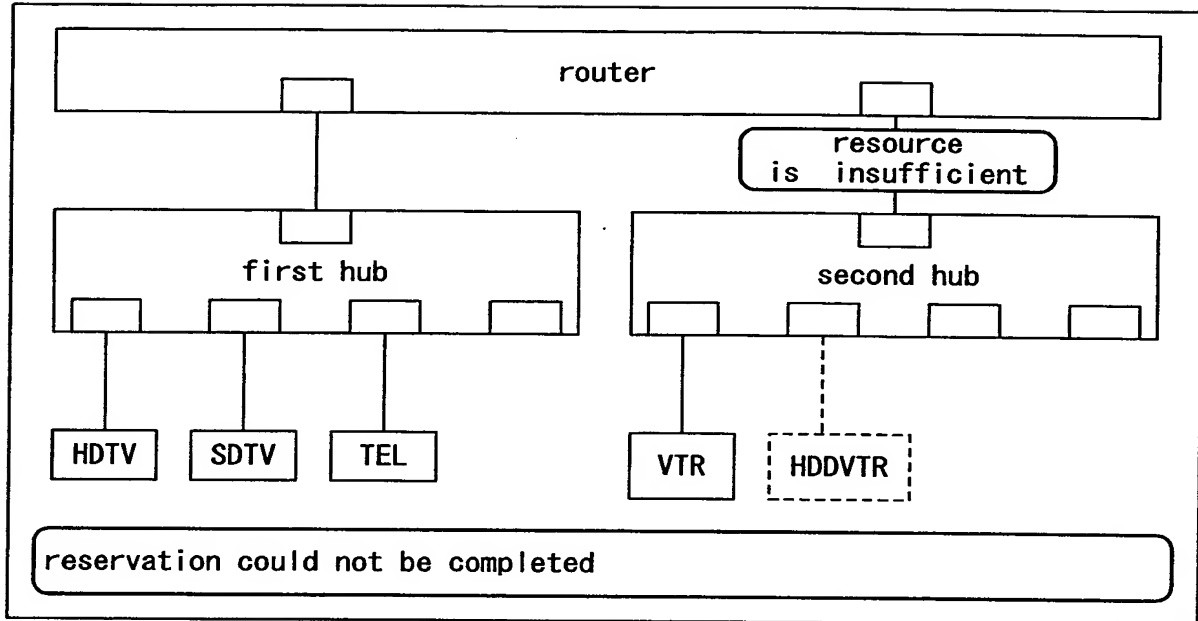 router
resource
is insufficient
first hub
second hub
HDTV
SDTV
TEL
VTR
HDDVTR
reservation could not be completed